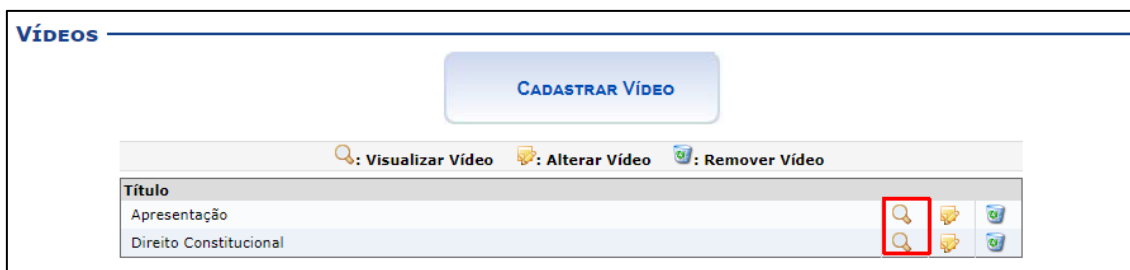 Vídeos
Cadastrar Vídeo
: Visualizar Vídeo : Alterar Vídeo : Remover Vídeo
Título
Apresentação
Direito Constitucional